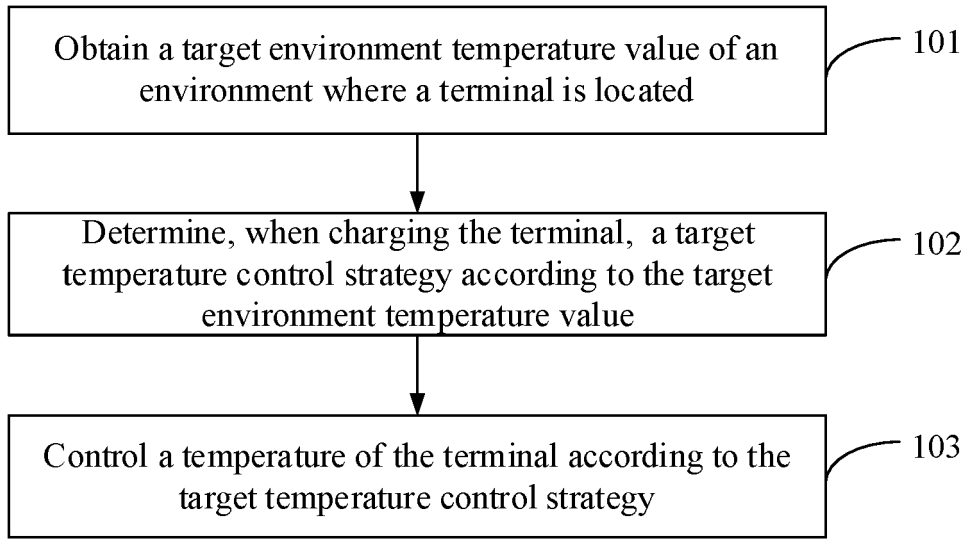 Obtain a target environment temperature value of an
environment where a terminal is located
101
Determine, when charging the terminal, a target
temperature control strategy according to the target
environment temperature value
102
Control a temperature of the terminal according to the
target temperature control strategy
103